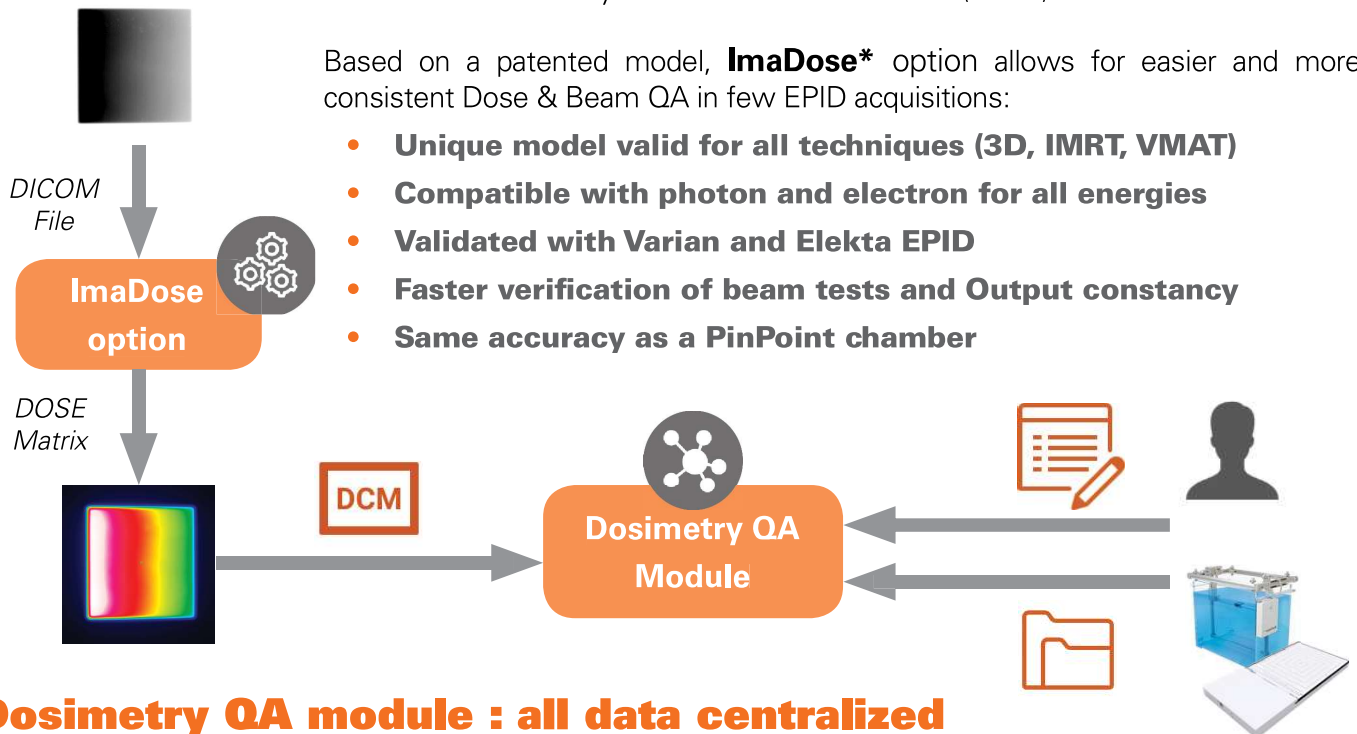 Based on a patented model, ImaDose* option allows for easier and more
consistent Dose & Beam QA in few EPID acquisitions:
• Unique model valid for all techniques (3D, IMRT, VMAT)
• Compatible with photon and electron for all energies
• Validated with Varian and Elekta EPID
• Faster verification of beam tests and Output constancy
• Same accuracy as a PinPoint chamber
DICOM
File
ImaDose
option
DOSE
Matrix
DCM
Dosimetry QA
Module
Dosimetry QA module : all data centralized